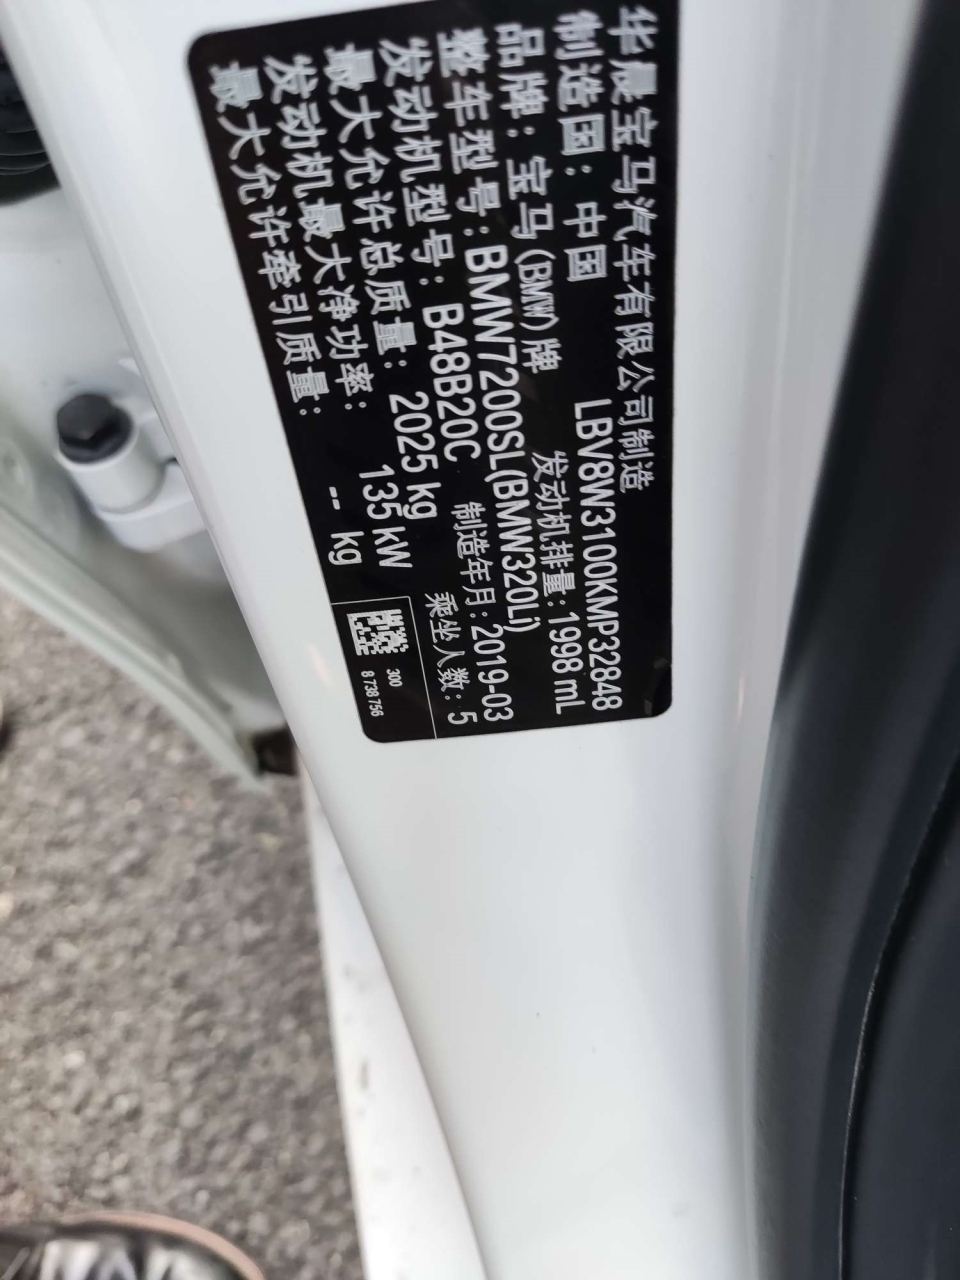 华晨宝马汽车有限公司制造
制造国：中国 LBV8W3100KMP32848
品牌：宝马(BMW)牌 发动机排量：1998 mL
整车型号：BMW7200SL(BMW320Li)
发动机型号：B48B20C 制造年月：2019-03
最大允许总质量：2025 kg 乘坐人数：5
发动机最大净功率：135 kW
最大允许牵引质量：-- kg
300
8 738 756